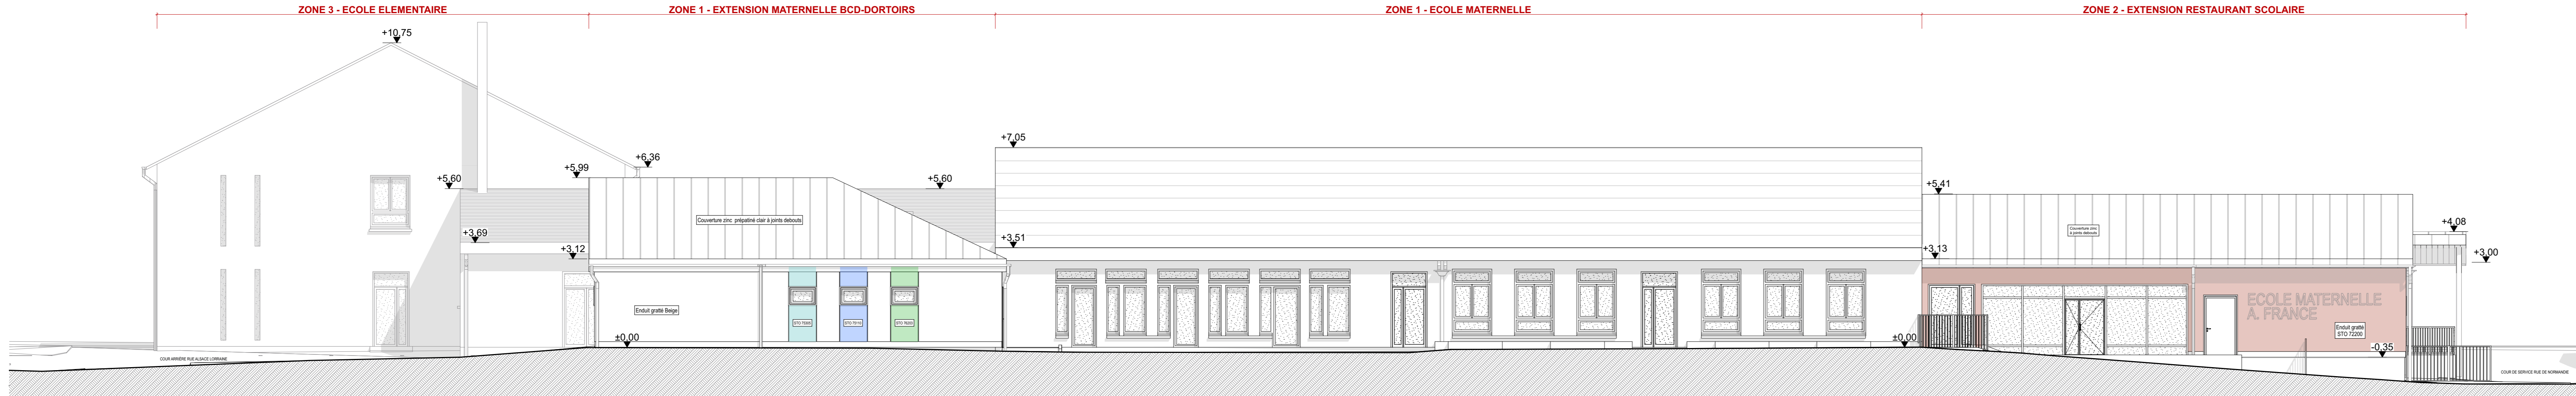 ZONE 3 - ECOLE ELEMENTAIRE
ZONE 1 - EXTENSION MATERNELLE BCD-DORTOIRS
ZONE 1 - ECOLE MATERNELLE
ZONE 2 - EXTENSION RESTAURANT SCOLAIRE
+10,75
+7,05
+6,36
+5,99
+5,60
+5,60
+5,41
+4,08
+3,69
+3,12
+3,51
+3,13
+3,00
Couverture zinc prépatiné clair à joints debouts
Couverture zinc
à joints debouts
Enduit gratté Beige
ECOLE MATERNELLE
A. FRANCE
Enduit gratté
STO 72200
±0,00
±0,00
-0,35
COUR ARRIÈRE RUE ALSACE LORRAINE
COUR DE SERVICE RUE DE NORMANDIE